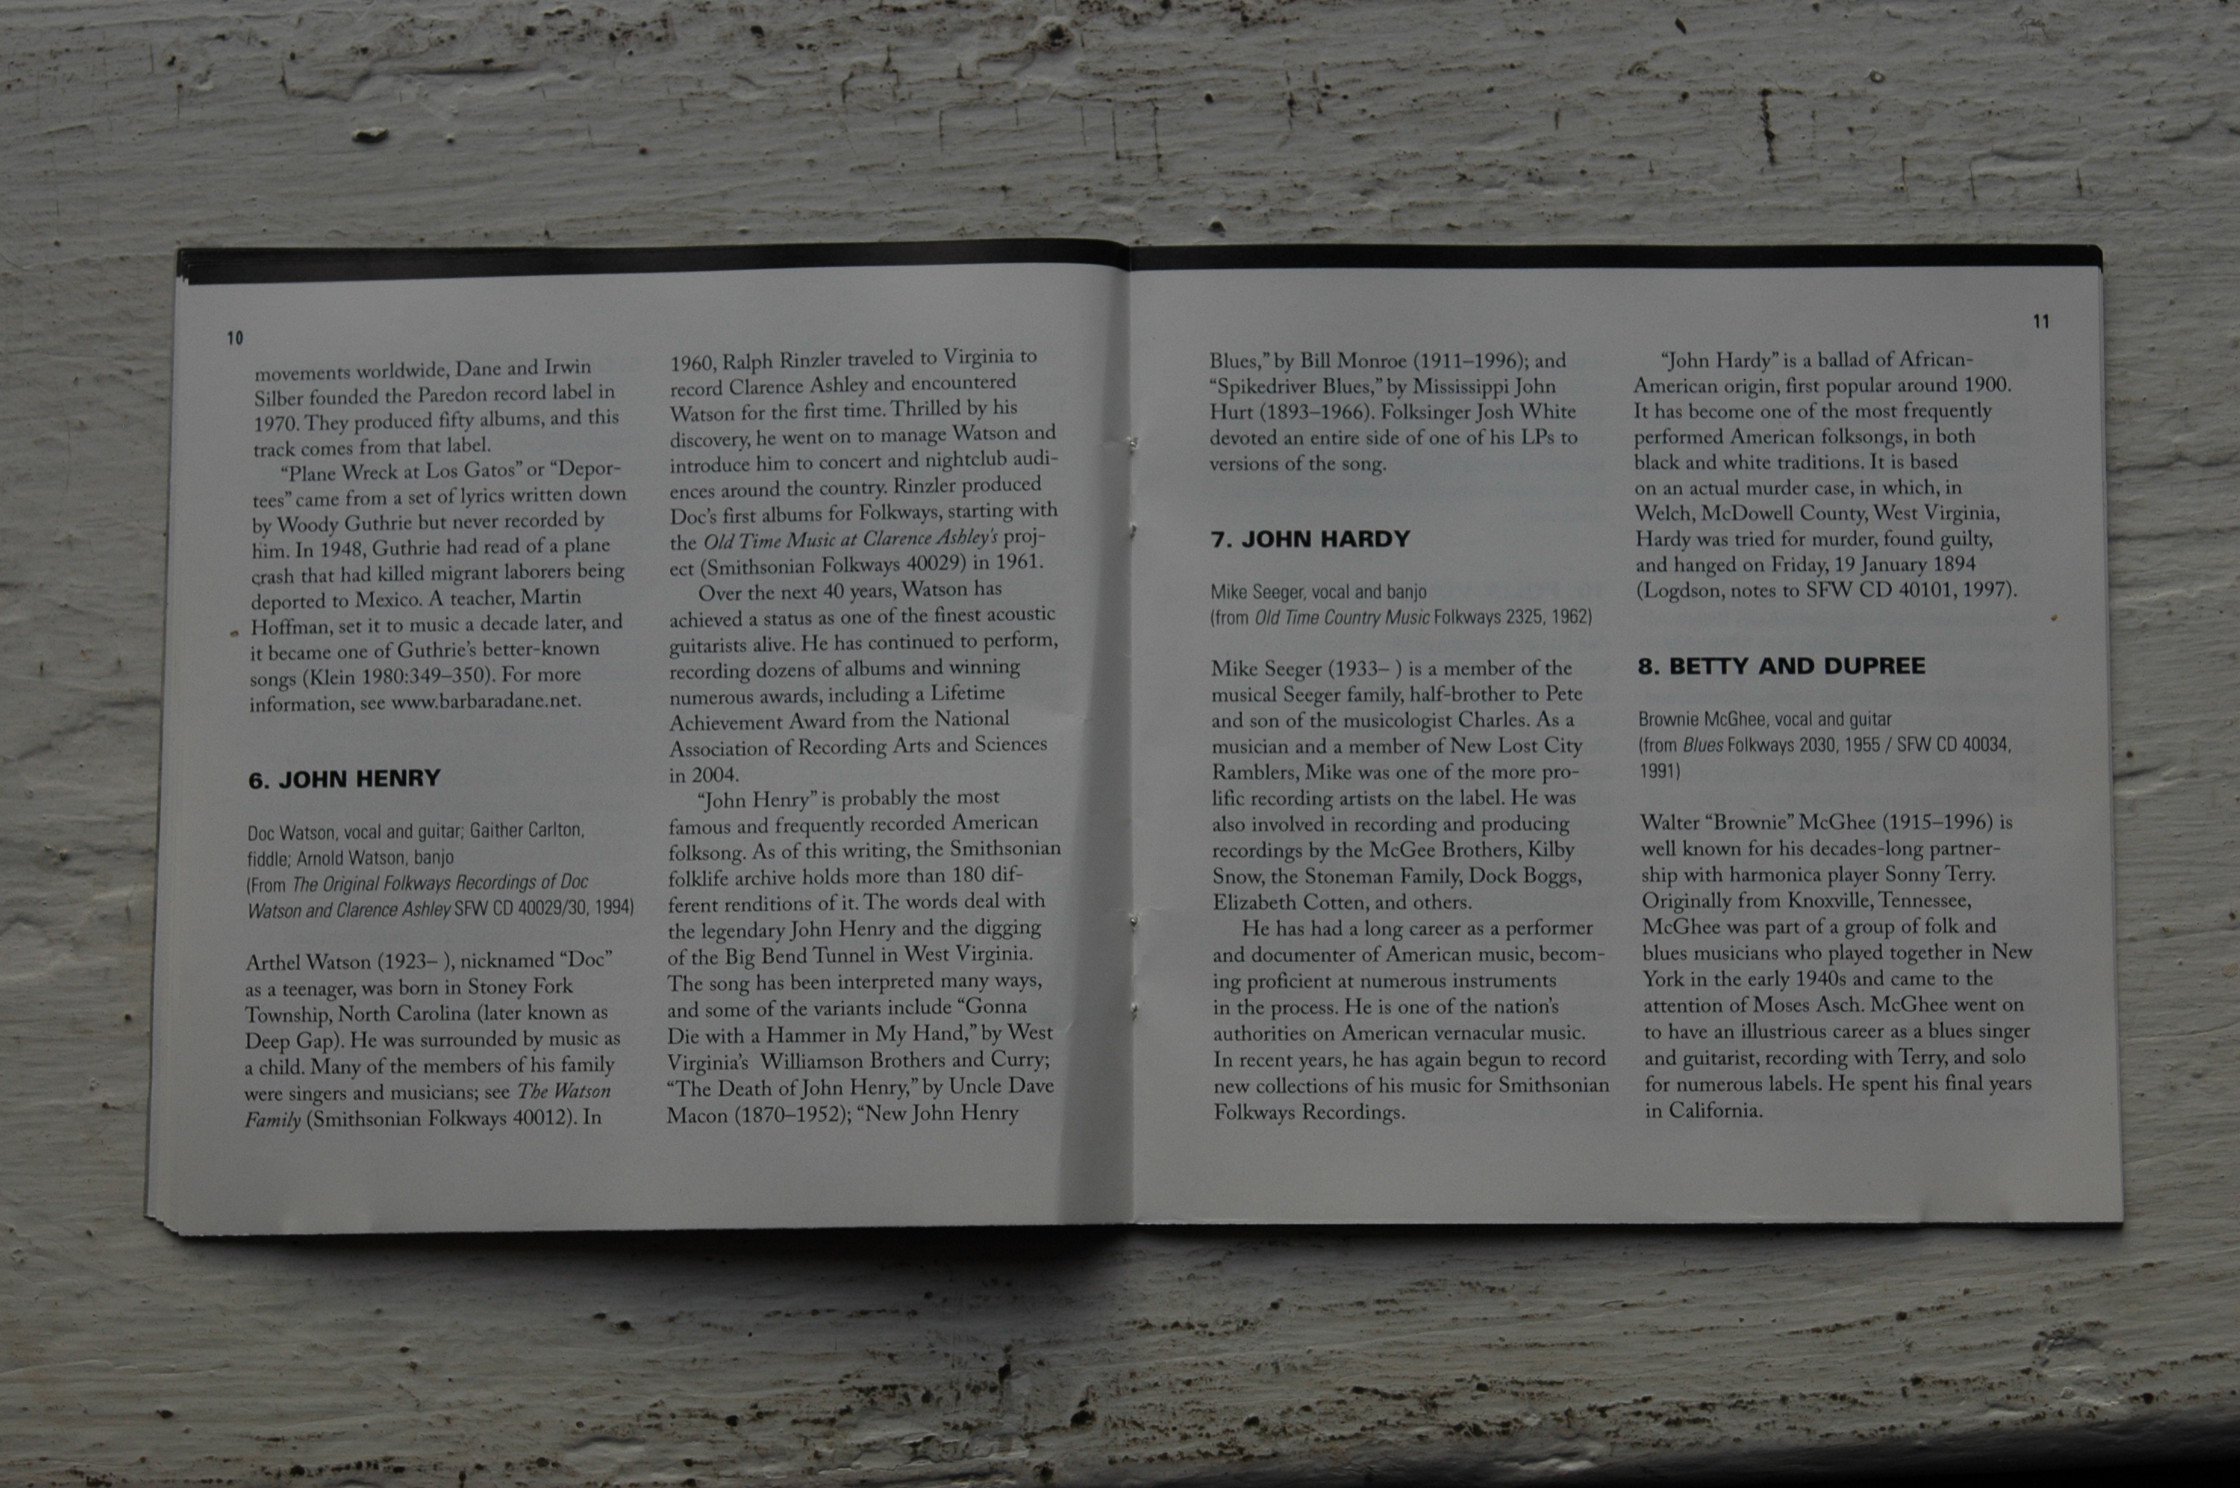 10
movements worldwide, Dane and Irwin
Silber founded the Paredon record label in
1970. They produced fifty albums, and this
track comes from that label.
“Plane Wreck at Los Gatos” or “Depor-
tees” came from a set of lyrics written down
by Woody Guthrie but never recorded by
him. In 1948, Guthrie had read of a plane
crash that had killed migrant laborers being
deported to Mexico. A teacher, Martin
Hoffman, set it to music a decade later, and
it became one of Guthrie’s better-known
songs (Klein 1980:349–350). For more
information, see www.barbaradane.net.
6. JOHN HENRY
Doc Watson, vocal and guitar; Gaither Carlton,
fiddle; Arnold Watson, banjo
(From The Original Folkways Recordings of Doc
Watson and Clarence Ashley SFW CD 40029/30, 1994)
Arthel Watson (1923– ), nicknamed “Doc”
as a teenager, was born in Stoney Fork
Township, North Carolina (later known as
Deep Gap). He was surrounded by music as
a child. Many of the members of his family
were singers and musicians; see The Watson
Family (Smithsonian Folkways 40012). In
1960, Ralph Rinzler traveled to Virginia to
record Clarence Ashley and encountered
Watson for the first time. Thrilled by his
discovery, he went on to manage Watson and
introduce him to concert and nightclub audi-
ences around the country. Rinzler produced
Doc’s first albums for Folkways, starting with
the Old Time Music at Clarence Ashley’s proj-
ect (Smithsonian Folkways 40029) in 1961.
Over the next 40 years, Watson has
achieved a status as one of the finest acoustic
guitarists alive. He has continued to perform,
recording dozens of albums and winning
numerous awards, including a Lifetime
Achievement Award from the National
Association of Recording Arts and Sciences
in 2004.
“John Henry” is probably the most
famous and frequently recorded American
folksong. As of this writing, the Smithsonian
folklife archive holds more than 180 dif-
ferent renditions of it. The words deal with
the legendary John Henry and the digging
of the Big Bend Tunnel in West Virginia.
The song has been interpreted many ways,
and some of the variants include “Gonna
Die with a Hammer in My Hand,” by West
Virginia’s Williamson Brothers and Curry;
“The Death of John Henry,” by Uncle Dave
Macon (1870–1952); “New John Henry
11
Blues,” by Bill Monroe (1911–1996); and
“Spikedriver Blues,” by Mississippi John
Hurt (1893–1966). Folksinger Josh White
devoted an entire side of one of his LPs to
versions of the song.
7. JOHN HARDY
Mike Seeger, vocal and banjo
(from Old Time Country Music Folkways 2325, 1962)
Mike Seeger (1933– ) is a member of the
musical Seeger family, half-brother to Pete
and son of the musicologist Charles. As a
musician and a member of New Lost City
Ramblers, Mike was one of the more pro-
lific recording artists on the label. He was
also involved in recording and producing
recordings by the McGee Brothers, Kilby
Snow, the Stoneman Family, Dock Boggs,
Elizabeth Cotten, and others.
He has had a long career as a performer
and documenter of American music, becom-
ing proficient at numerous instruments
in the process. He is one of the nation’s
authorities on American vernacular music.
In recent years, he has again begun to record
new collections of his music for Smithsonian
Folkways Recordings.
“John Hardy” is a ballad of African-
American origin, first popular around 1900.
It has become one of the most frequently
performed American folksongs, in both
black and white traditions. It is based
on an actual murder case, in which, in
Welch, McDowell County, West Virginia,
Hardy was tried for murder, found guilty,
and hanged on Friday, 19 January 1894
(Logdson, notes to SFW CD 40101, 1997).
8. BETTY AND DUPREE
Brownie McGhee, vocal and guitar
(from Blues Folkways 2030, 1955 / SFW CD 40034,
1991)
Walter “Brownie” McGhee (1915–1996) is
well known for his decades-long partner-
ship with harmonica player Sonny Terry.
Originally from Knoxville, Tennessee,
McGhee was part of a group of folk and
blues musicians who played together in New
York in the early 1940s and came to the
attention of Moses Asch. McGhee went on
to have an illustrious career as a blues singer
and guitarist, recording with Terry, and solo
for numerous labels. He spent his final years
in California.